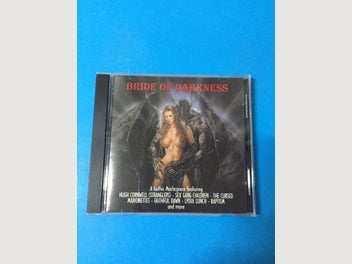 BRIDE OF DARKNESS
A Gothic Masterpiece featuring
HUGH CORNWELL (STRANGLERS) - SEX GANG CHILDREN - THE CURSED
MARIONETTES - FAITHFUL DAWN - LYDIA LUNCH - BAPTISM
and more